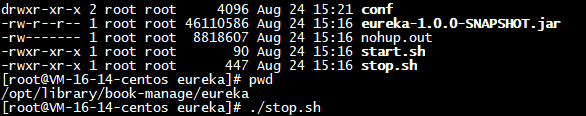 drwxr-xr-x 2 root root     4096 Aug 24 15:21 conf
-rw-r--r-- 1 root root 46110586 Aug 24 15:16 eureka-1.0.0-SNAPSHOT.jar
-rw------- 1 root root  8818607 Aug 24 15:16 nohup.out
-rwxr-xr-x 1 root root       90 Aug 24 15:16 start.sh
-rwxr-xr-x 1 root root      447 Aug 24 15:16 stop.sh
[root@VM-16-14-centos eureka]# pwd
/opt/library/book-manage/eureka
[root@VM-16-14-centos eureka]# ./stop.sh